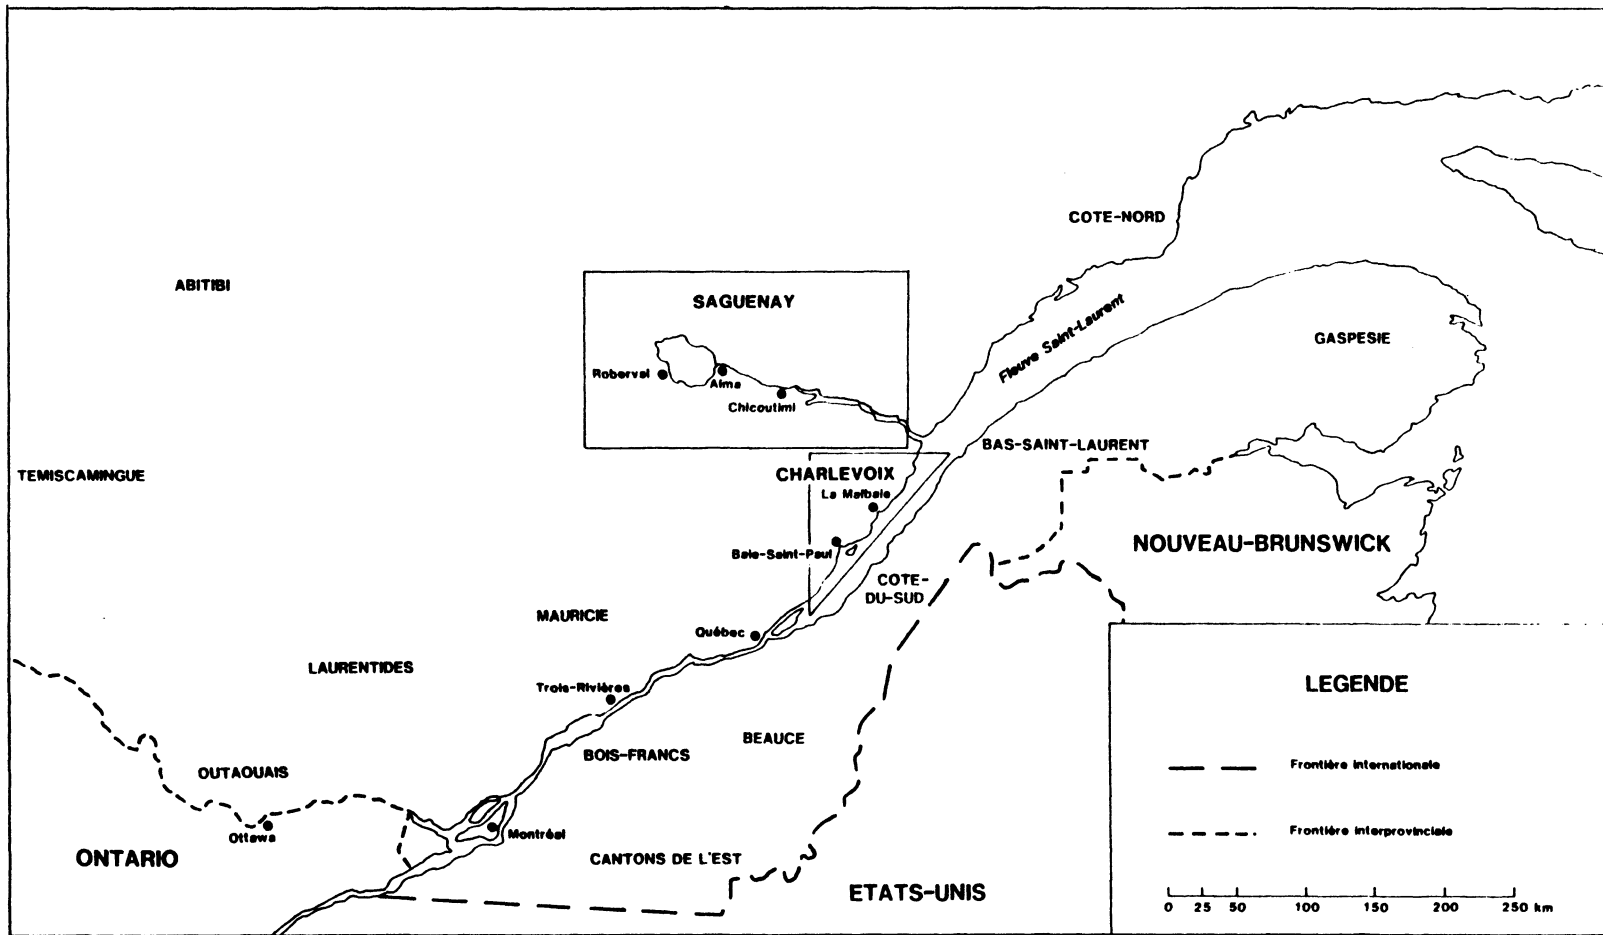 COTE-NORD
ABITIBI
SAGUENAY
Fleuve Saint-Laurent
GASPESIE
Roberval
Alma
Chicoutimi
BAS-SAINT-LAURENT
TEMISCAMINGUE
CHARLEVOIX
La Malbaie
NOUVEAU-BRUNSWICK
Baie-Saint-Paul
COTE-
DU-SUD
MAURICIE
Québec
LAURENTIDES
Trois-Rivières
LEGENDE
BEAUCE
BOIS-FRANCS
OUTAOUAIS
Frontière internationale
Ottawa
Montréal
Frontière interprovinciale
ONTARIO
CANTONS DE L'EST
ETATS-UNIS
0 25 50 100 150 200 250 km